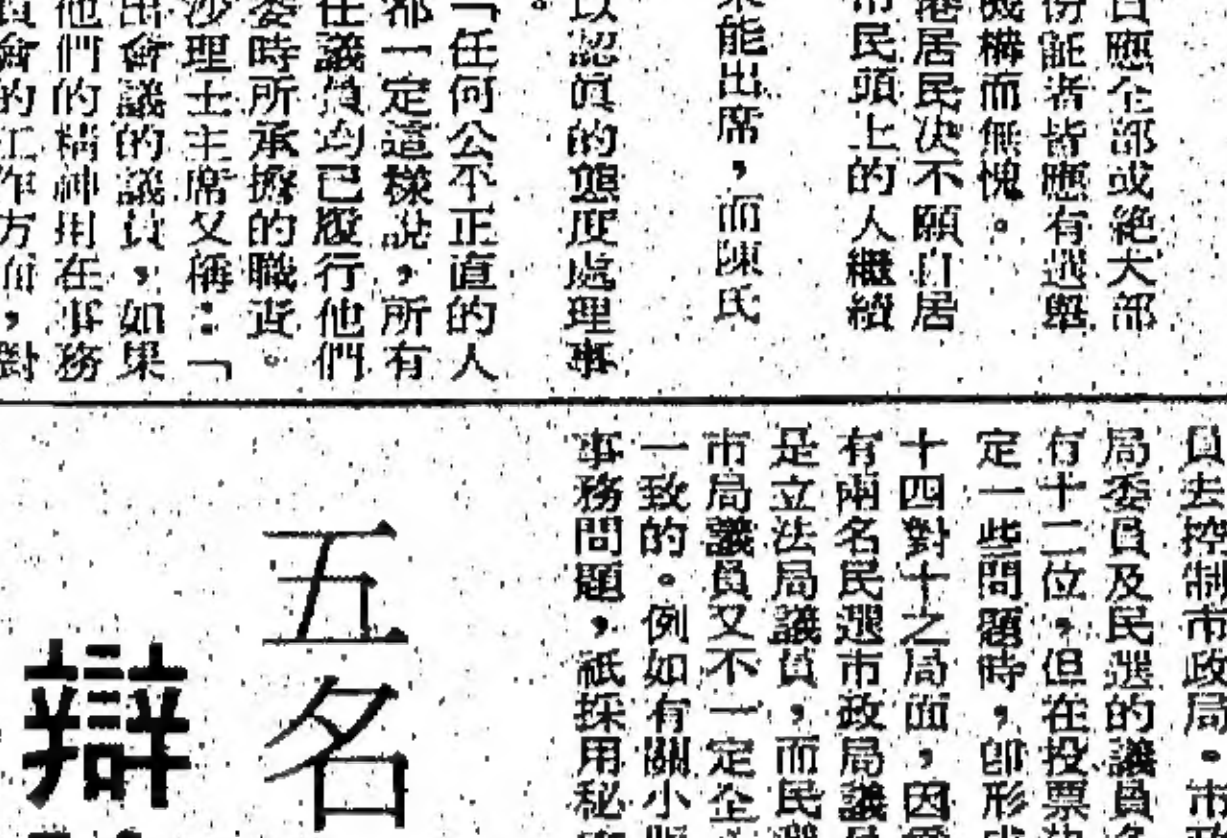 日應全部或絕大部
份証者皆應有選舉
機構而無愧。
港居民决不願自居
市民頭上的人繼續
能出席，而陳氏
以認眞的態度處理事
。
「任何公平正直的人
都一定這樣說，所有
任議員均已履行他們
委時所承擔的職責。
沙理士主席又稱：「
出會議的議員，如果
他們的精神用在事務
員會的工作方面，對
員去控制市政局。市
局委員及民選的議員
有十二位，但在投票
定一些問題時，卽形成
十四對十之局面，因
有兩名民選市政局議
是立法局議員，而民
市局議員又不一定
一致的。例如有關小販
事務問題，祇採用秘
五名
辯